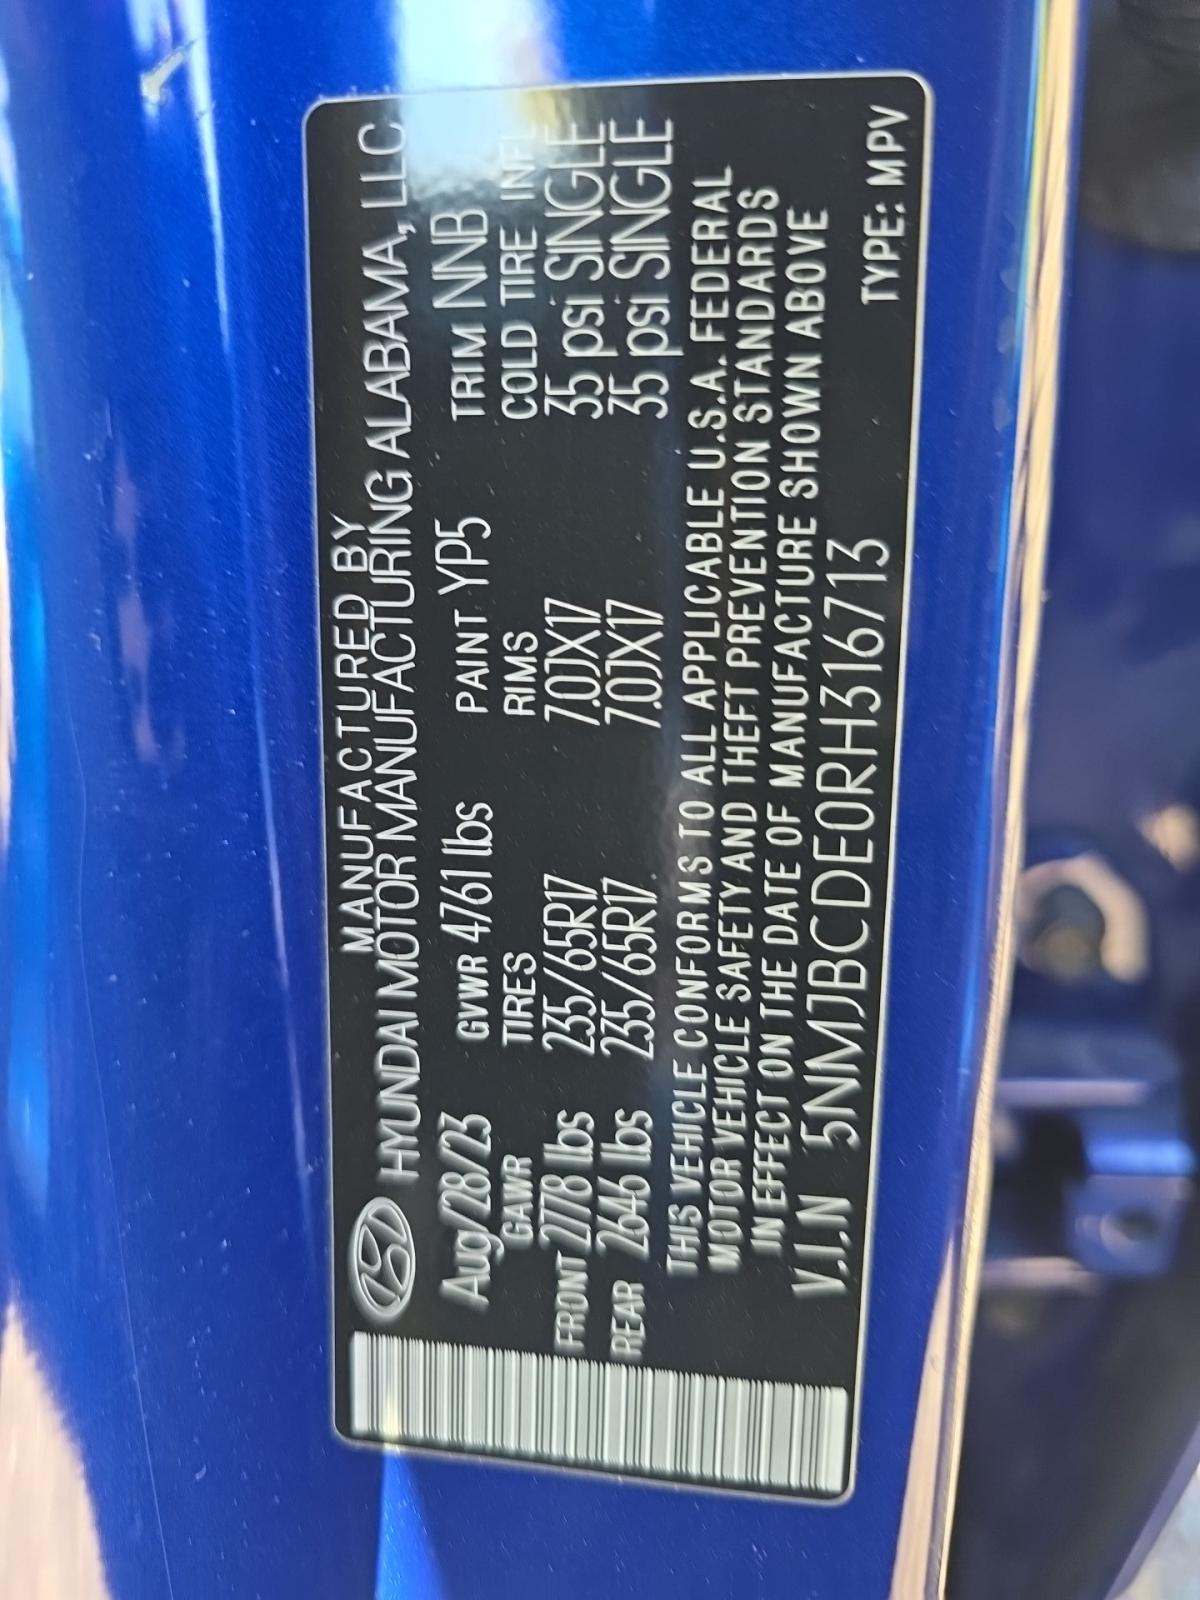 MANUFACTURED BY
HYUNDAI MOTOR MANUFACTURING ALABAMA, LLC
Aug/28/23 GVWR 4761 lbs PAINT YP5 TRIM NNB
GAWR TIRES RIMS COLD TIRE INFL
FRONT 2778 lbs 235/65R17 7.0JX17 35 psi SINGLE
REAR 2646 lbs 235/65R17 7.0JX17 35 psi SINGLE
THIS VEHICLE CONFORMS TO ALL APPLICABLE U.S.A. FEDERAL
MOTOR VEHICLE SAFETY AND THEFT PREVENTION STANDARDS
IN EFFECT ON THE DATE OF MANUFACTURE SHOWN ABOVE
V.I.N 5NMJBCDE0RH316713 TYPE: MPV